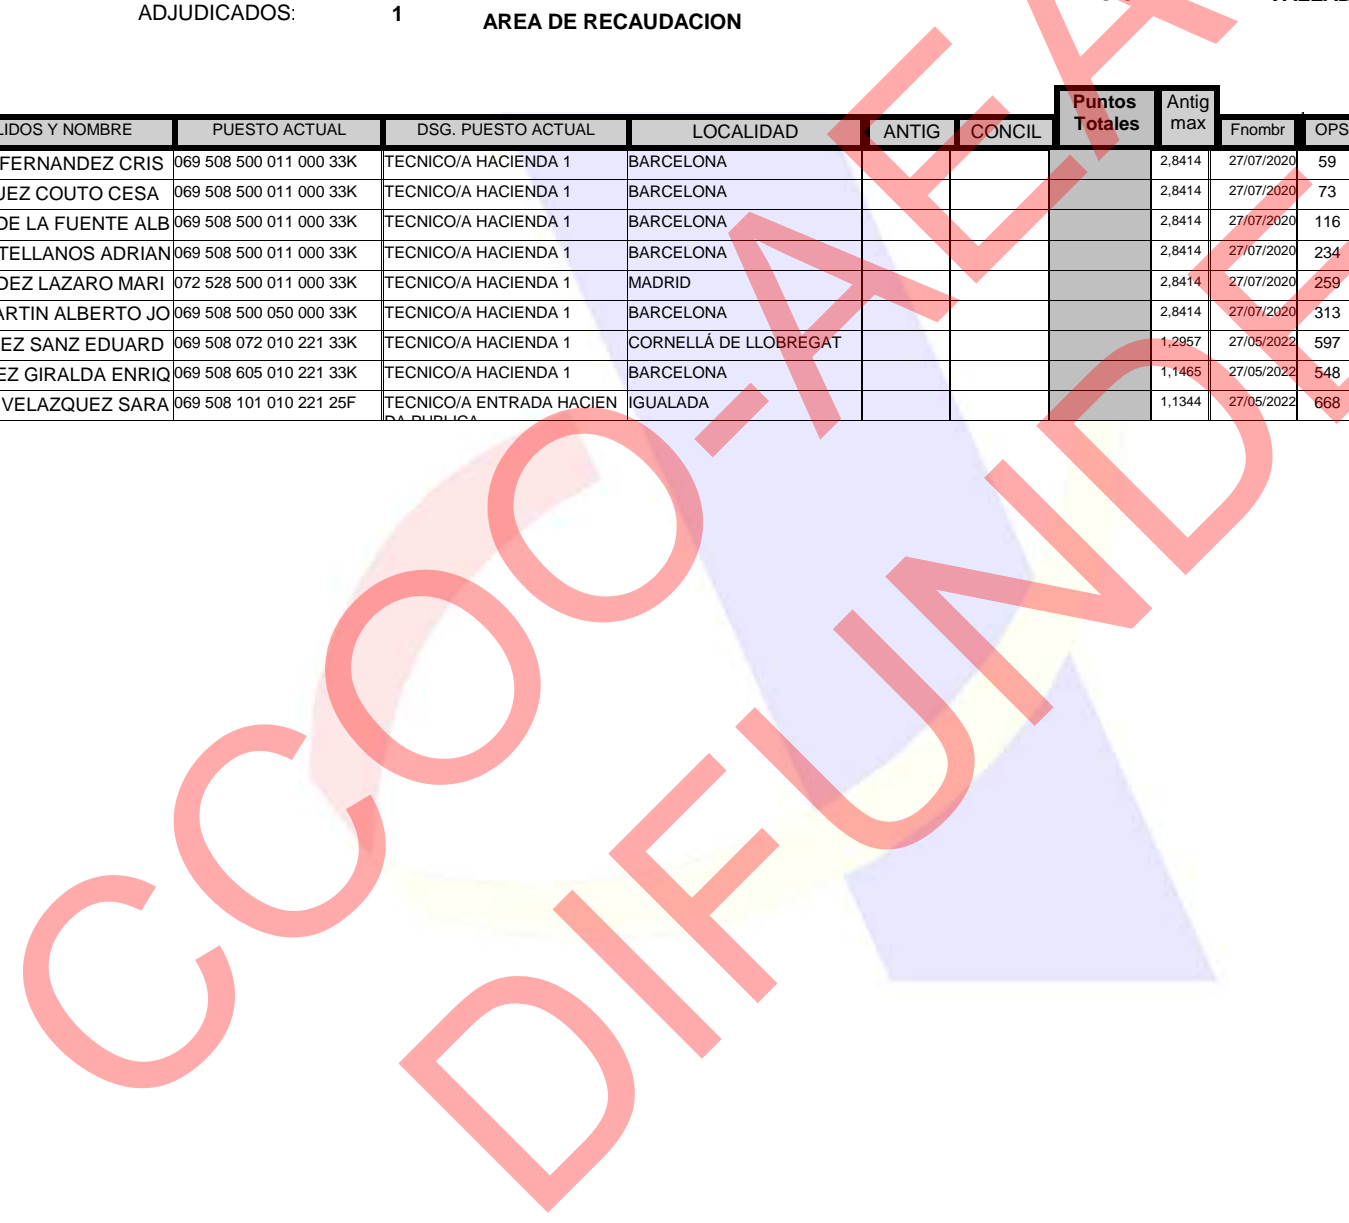 ADJUDICADOS: 1 AREA DE RECAUDACION
LIDOS Y NOMBRE PUESTO ACTUAL DSG. PUESTO ACTUAL LOCALIDAD ANTIG CONCIL Puntos Totales Antig max Fnombr OPS
FERNANDEZ CRIS 069 508 500 011 000 33K TECNICO/A HACIENDA 1 BARCELONA 2,8414 27/07/2020 59
UEZ COUTO CESA 069 508 500 011 000 33K TECNICO/A HACIENDA 1 BARCELONA 2,8414 27/07/2020 73
DE LA FUENTE ALB 069 508 500 011 000 33K TECNICO/A HACIENDA 1 BARCELONA 2,8414 27/07/2020 116
TELLANOS ADRIAN 069 508 500 011 000 33K TECNICO/A HACIENDA 1 BARCELONA 2,8414 27/07/2020 234
DEZ LAZARO MARI 072 528 500 011 000 33K TECNICO/A HACIENDA 1 MADRID 2,8414 27/07/2020 259
ARTIN ALBERTO JO 069 508 500 050 000 33K TECNICO/A HACIENDA 1 BARCELONA 2,8414 27/07/2020 313
EZ SANZ EDUARD 069 508 072 010 221 33K TECNICO/A HACIENDA 1 CORNELLÁ DE LLOBREGAT 1,2957 27/05/2022 597
EZ GIRALDA ENRIQ 069 508 605 010 221 33K TECNICO/A HACIENDA 1 BARCELONA 1,1465 27/05/2022 548
VELAZQUEZ SARA 069 508 101 010 221 25F TECNICO/A ENTRADA HACIEN IGUALADA 1,1344 27/05/2022 668
DA PUBLICA
CCOO-AEA
DIFUNDE